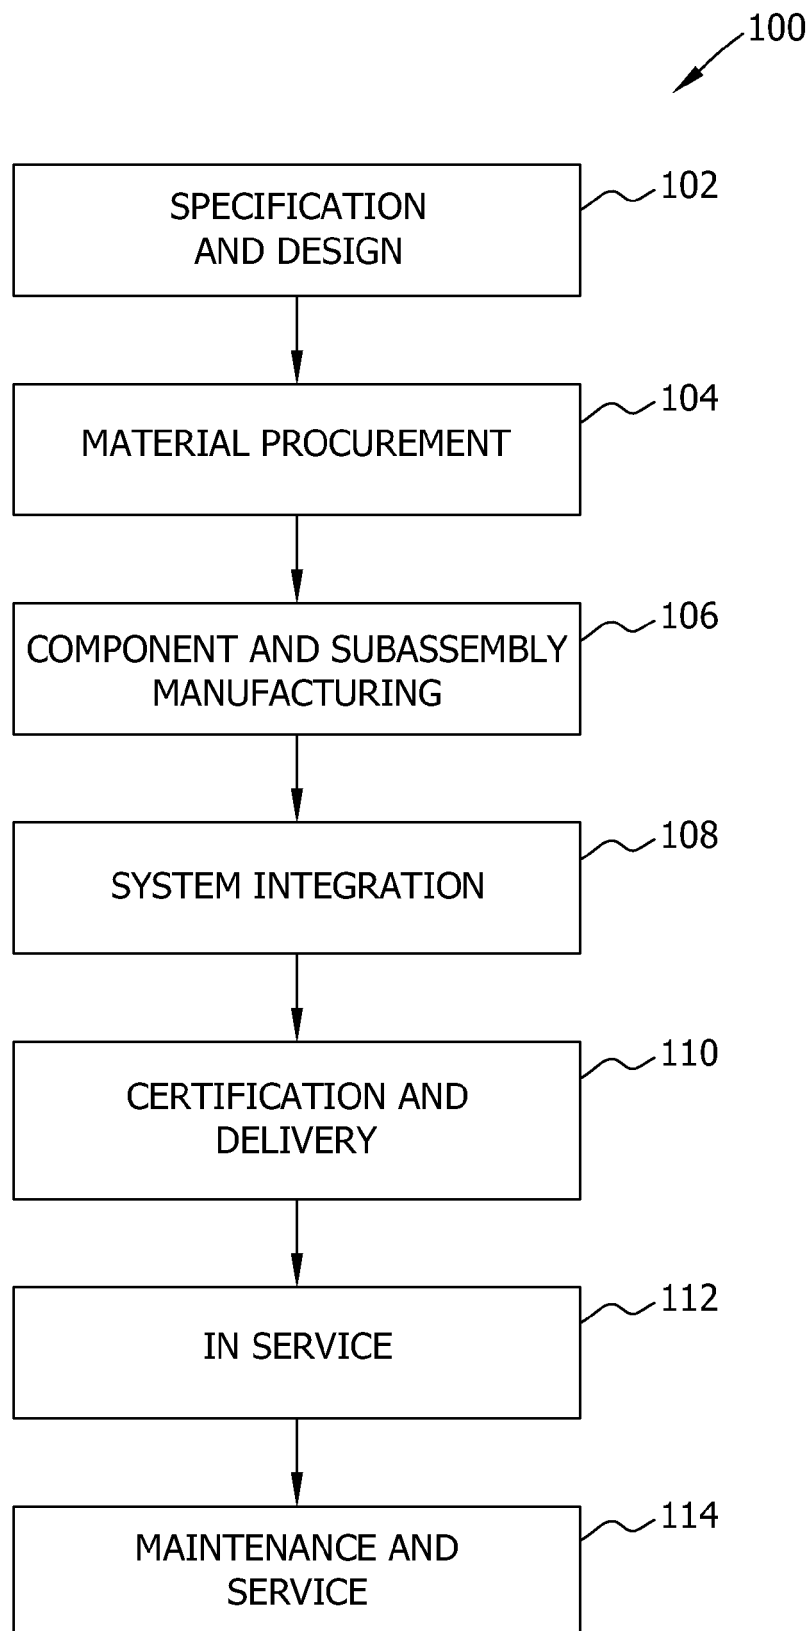 100
SPECIFICATION
AND DESIGN
102
MATERIAL PROCUREMENT
104
COMPONENT AND SUBASSEMBLY
MANUFACTURING
106
SYSTEM INTEGRATION
108
CERTIFICATION AND
DELIVERY
110
IN SERVICE
112
MAINTENANCE AND
SERVICE
114